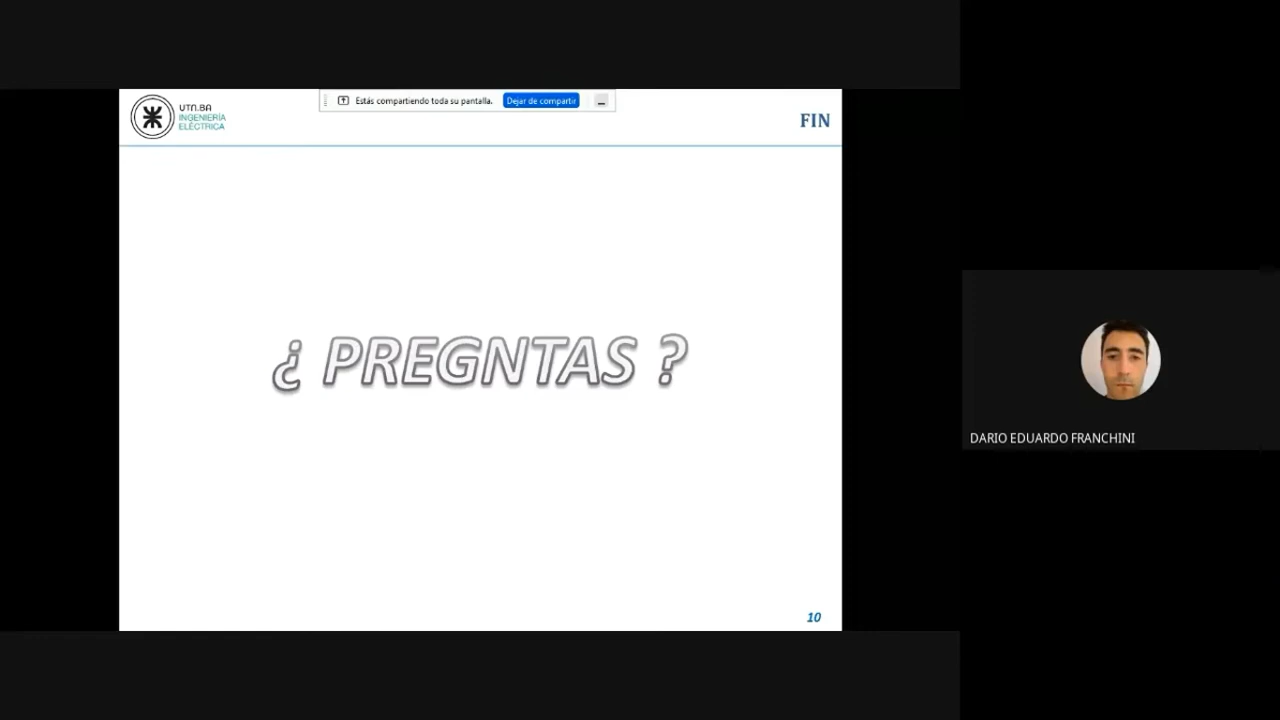 UTN.BA
INGENIERÍA
ELÉCTRICA
Estás compartiendo toda su pantalla.
Dejar de compartir
FIN
¿ PREGNTAS ?
10
DARIO EDUARDO FRANCHINI